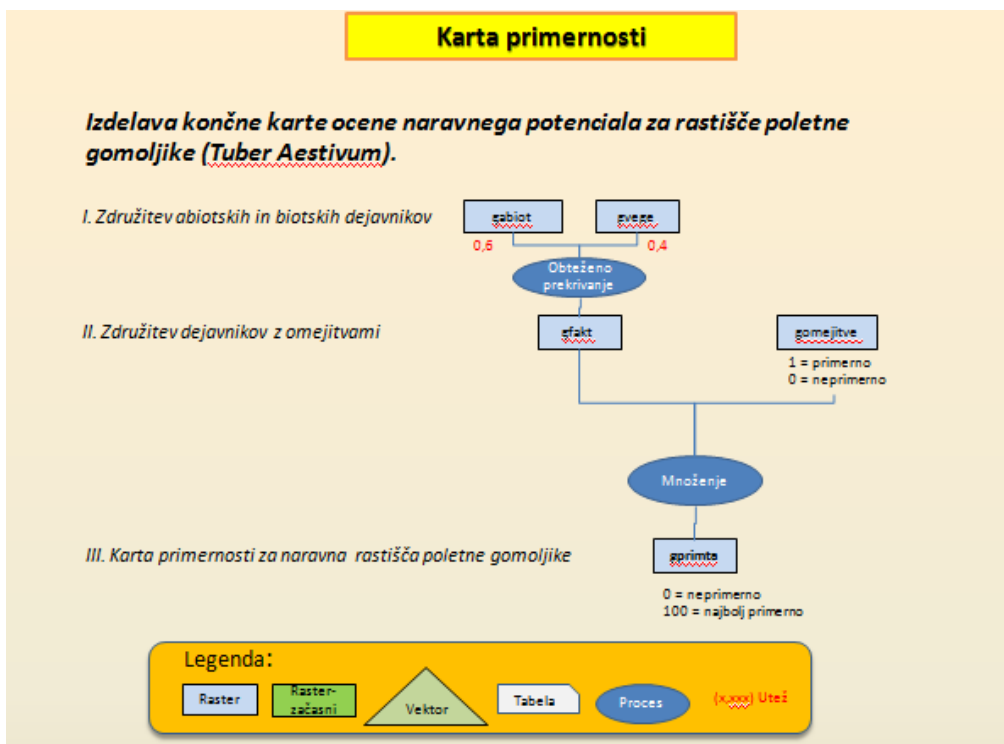 Karta primernosti
Izdelava končne karte ocene naravnega potenciala za rastišče poletne
gomoljike (Tuber Aestivum).
I. Združitev abiotskih in biotskih dejavnikov
gabiot
gvege
0,6
0,4
Obteženo
prekrivanje
II. Združitev dejavnikov z omejitvami
gfakt
gomejitve
1 = primerno
0 = neprimerno
Množenje
III. Karta primernosti za naravna rastišča poletne gomoljike
gprimts
0 = neprimerno
100 = najbolj primerno
Legenda:
Raster
Raster-
začasni
Vektor
Tabela
Proces
(x,xxx) Utež